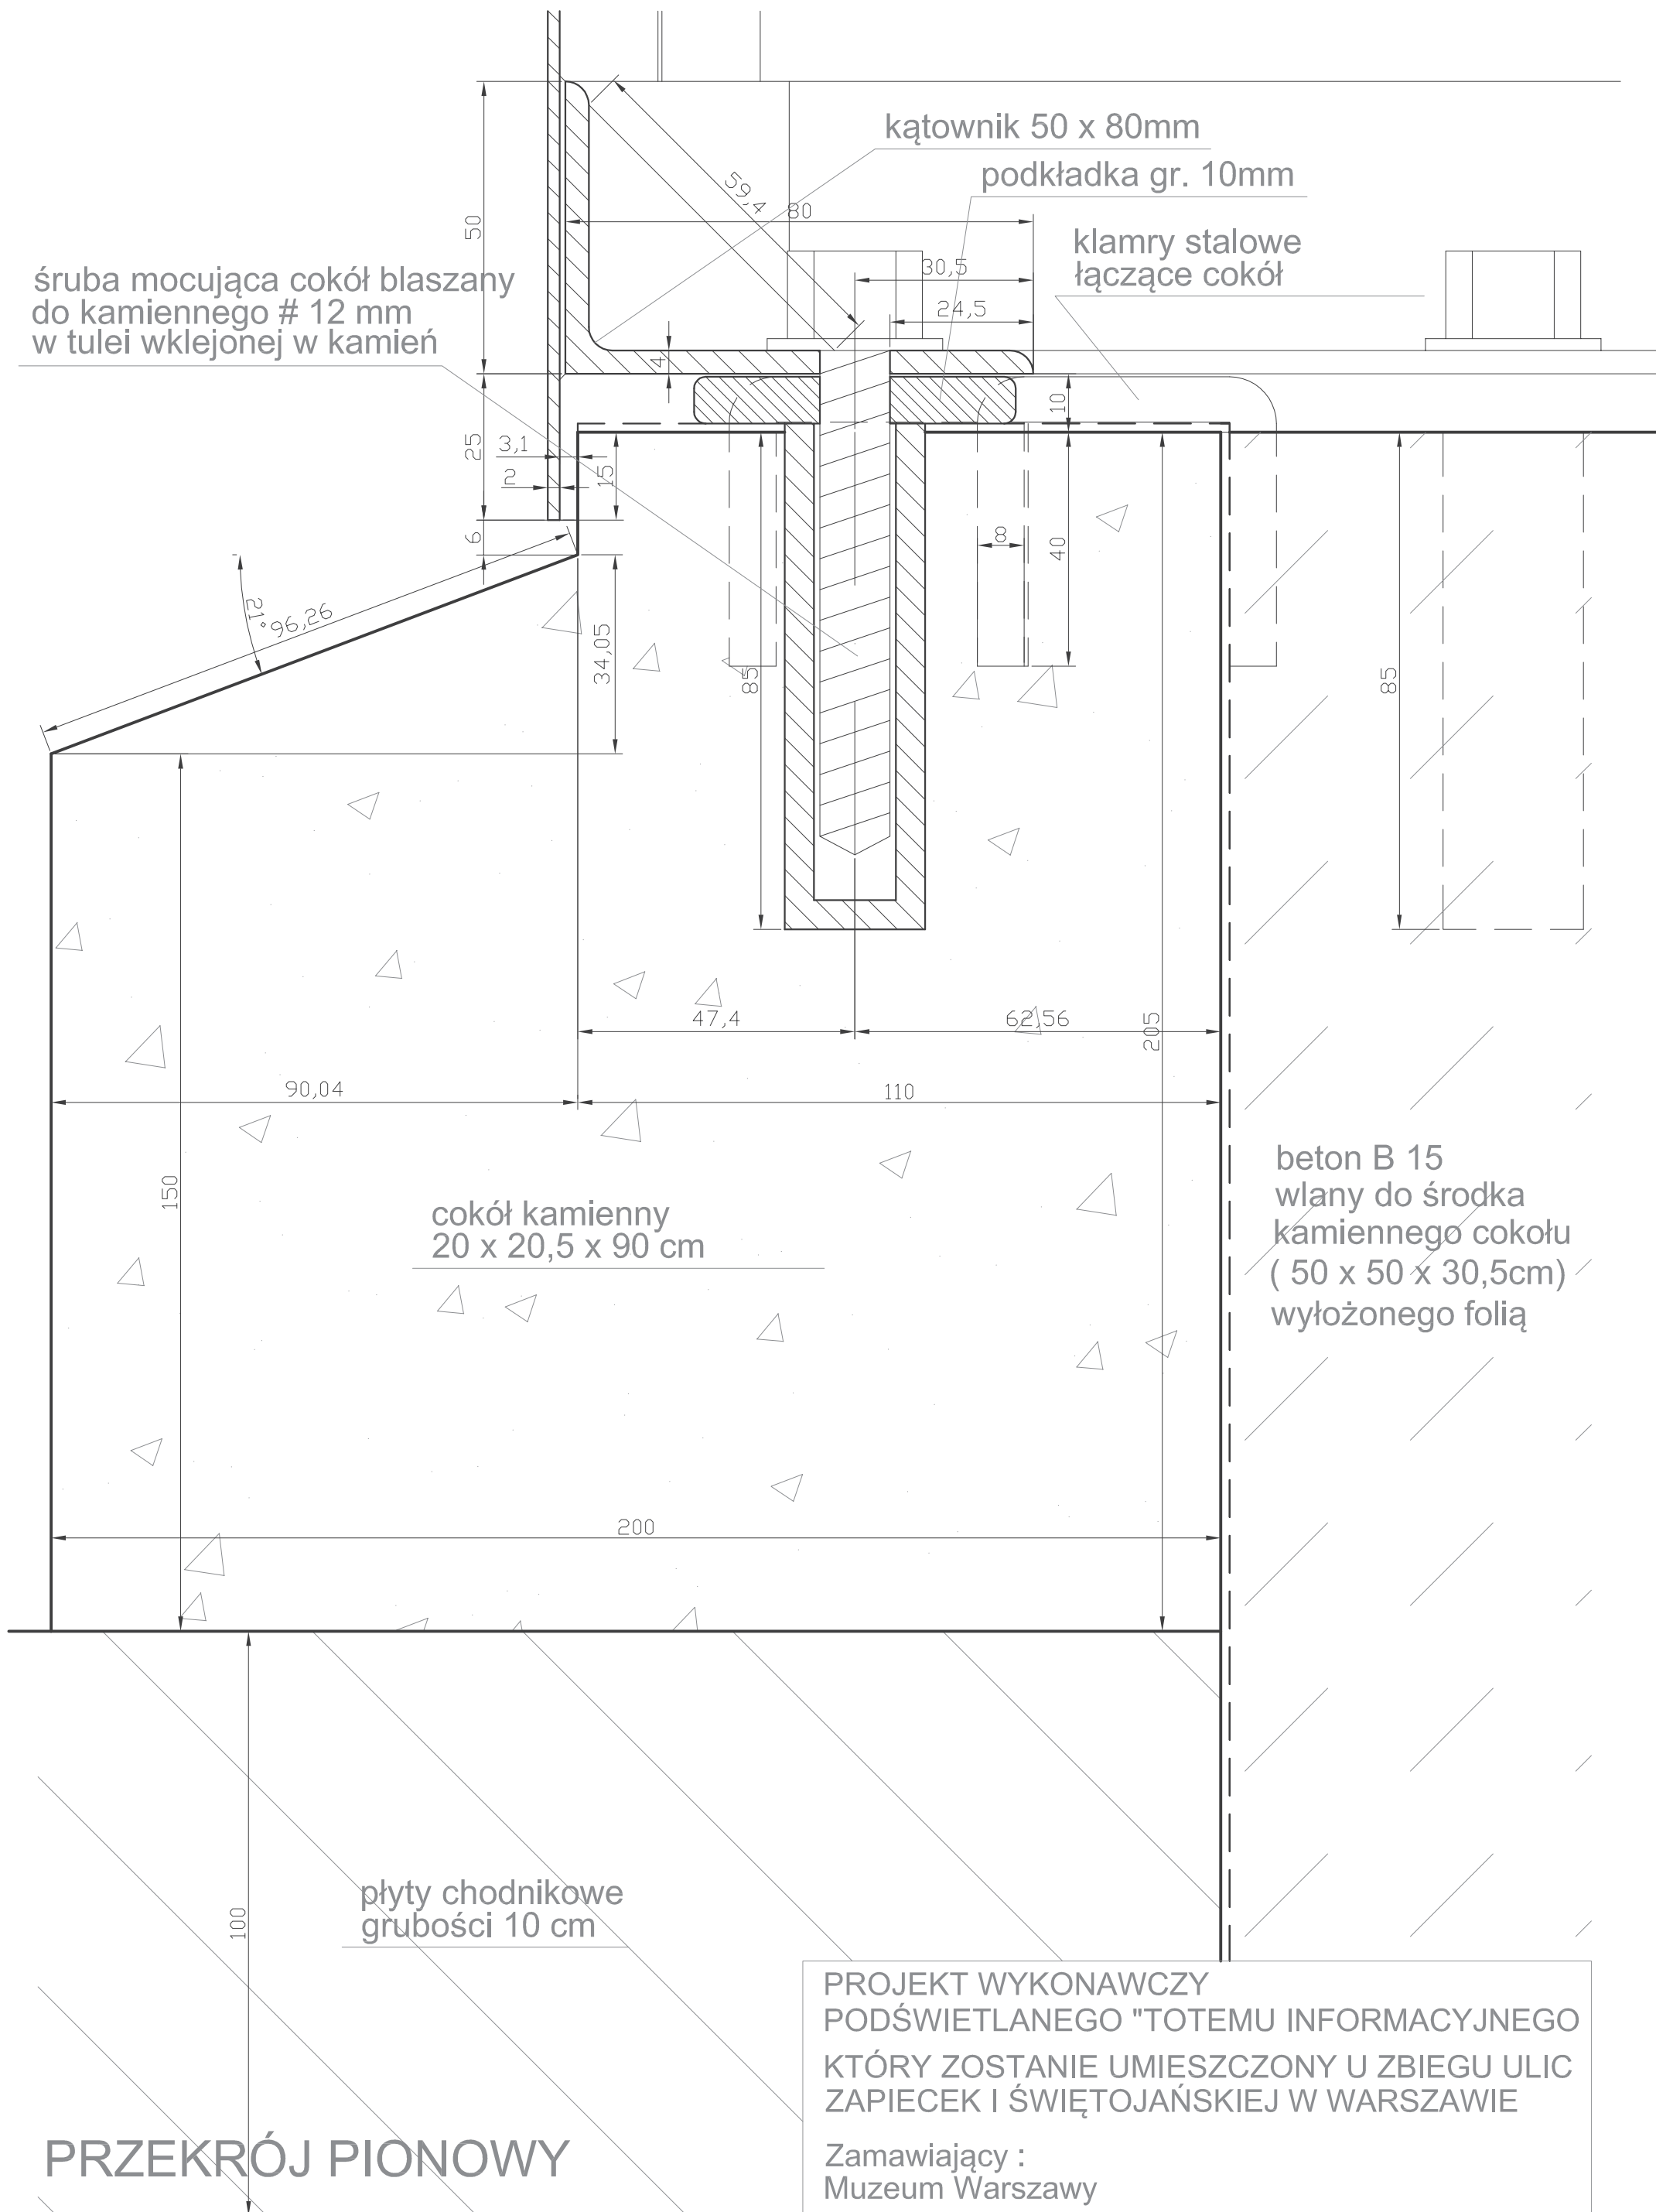 kątownik 50 x 80mm
podkładka gr. 10mm
59,4
80
50
klamry stalowe
łączące cokół
śruba mocująca cokół blaszany
do kamiennego # 12 mm
w tulei wklejonej w kamień
30,5
24,5
4
10
25
3,1
2
15
6
8
40
21°
96,26
34,05
85
85
47,4
62,56
205
90,04
110
150
beton B 15
wlany do środka
kamiennego cokołu
( 50 x 50 x 30,5cm)
wyłożonego folią
cokół kamienny
20 x 20,5 x 90 cm
200
płyty chodnikowe
grubości 10 cm
100
PROJEKT WYKONAWCZY
PODŚWIETLANEGO "TOTEMU INFORMACYJNEGO
KTÓRY ZOSTANIE UMIESZCZONY U ZBIEGU ULIC
ZAPIECEK I ŚWIĘTOJAŃSKIEJ W WARSZAWIE
PRZEKRÓJ PIONOWY
Zamawiający :
Muzeum Warszawy